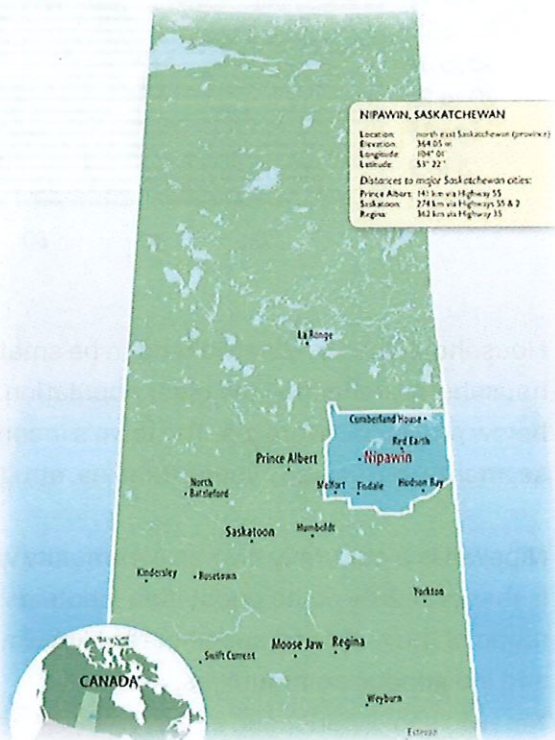 NIPAWIN, SASKATCHEWAN
Location: north east Saskatchewan (province)
Elevation: 364.05 m
Longitude: 104° 01'
Latitude: 53° 22'
Distances to major Saskatchewan cities:
Prince Albert: 141 km via Highway 55
Saskatoon: 274 km via Highways 55 & 2
Regina: 362 km via Highway 35
La Ronge
Cumberland House
Red Earth
Prince Albert
Nipawin
North
Battleford
Melfort
Tisdale
Hudson Bay
Saskatoon
Humboldt
Kindersley
Rosetown
Yorkton
Swift Current
Moose Jaw
Regina
CANADA
Weyburn
Estevan